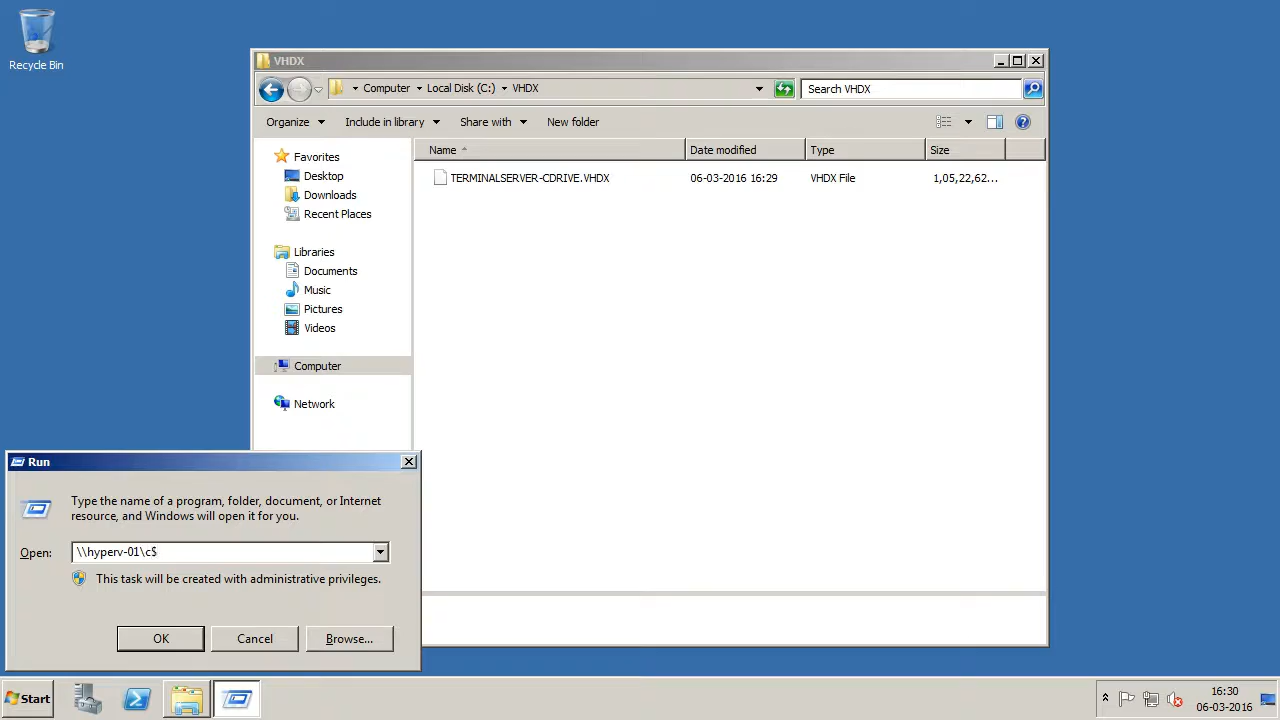 Recycle Bin
VHDX
Computer Local Disk (C:) VHDX
Search VHDX
Organize Include in library Share with New folder
Name Date modified Type Size
TERMINALSERVER-CDRIVE.VHDX 06-03-2016 16:29 VHDX File 1,05,22,62...
Favorites
Desktop
Downloads
Recent Places
Libraries
Documents
Music
Pictures
Videos
Computer
Network
Run
Type the name of a program, folder, document, or Internet
resource, and Windows will open it for you.
Open: \\hyperv-01\c$
This task will be created with administrative privileges.
OK Cancel Browse...
Start
16:30
06-03-2016